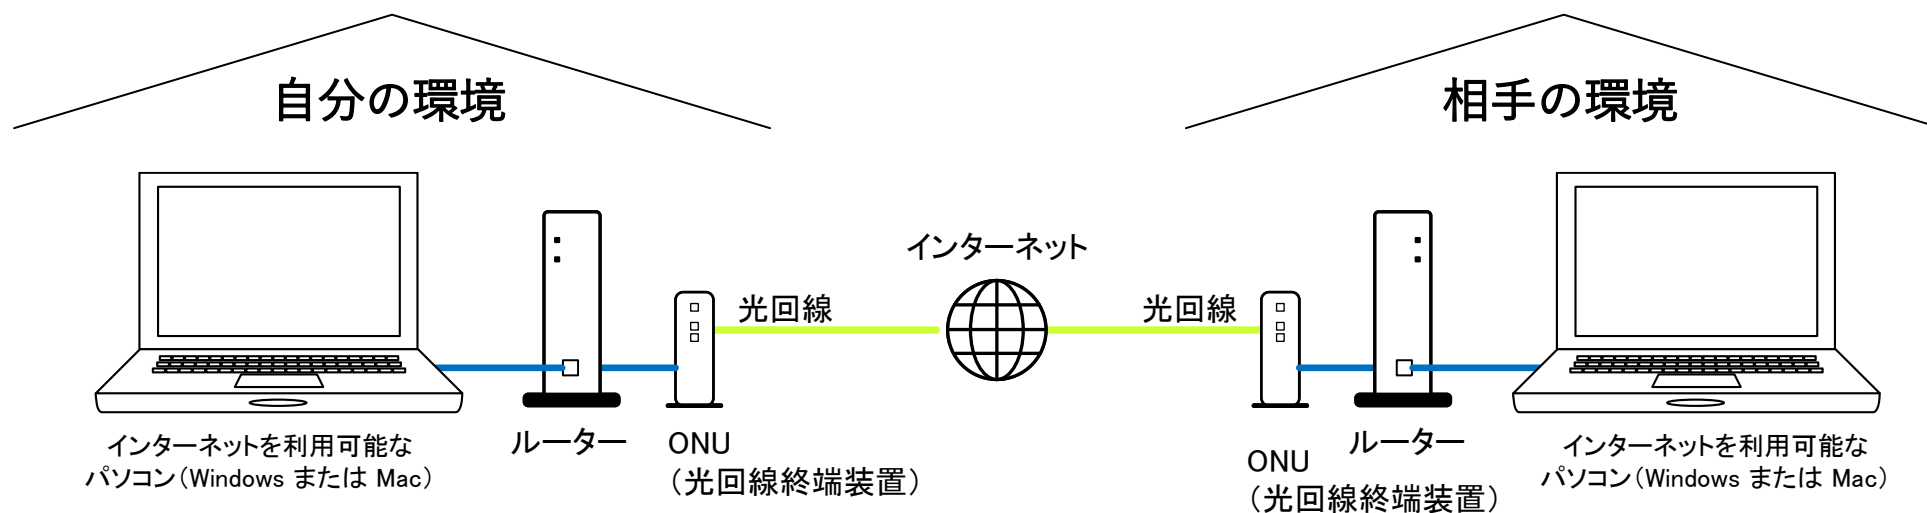 自分の環境
相手の環境
インターネット
光回線
光回線
インターネットを利用可能な
パソコン（Windows または Mac）
ルーター
ONU
（光回線終端装置）
ONU
（光回線終端装置）
ルーター
インターネットを利用可能な
パソコン（Windows または Mac）